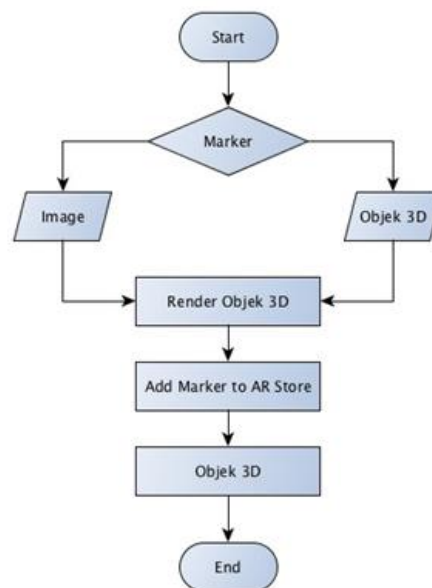 Start
Marker
Image
Objek 3D
Render Objek 3D
Add Marker to AR Store
Objek 3D
End